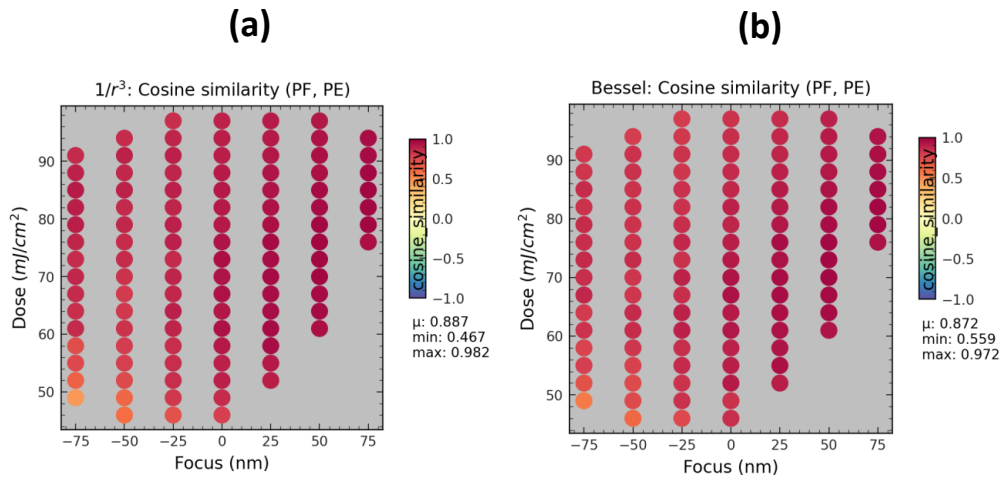 (a)
1/r³: Cosine similarity (PF, PE)
Dose (mJ/cm²)
90
80
70
60
50
−75 −50 −25 0 25 50 75
Focus (nm)
1.0
0.5
0.0
−0.5
−1.0
cosine_similarity
μ: 0.887
min: 0.467
max: 0.982
(b)
Bessel: Cosine similarity (PF, PE)
Dose (mJ/cm²)
90
80
70
60
50
−75 −50 −25 0 25 50 75
Focus (nm)
1.0
0.5
0.0
−0.5
−1.0
cosine_similarity
μ: 0.872
min: 0.559
max: 0.972